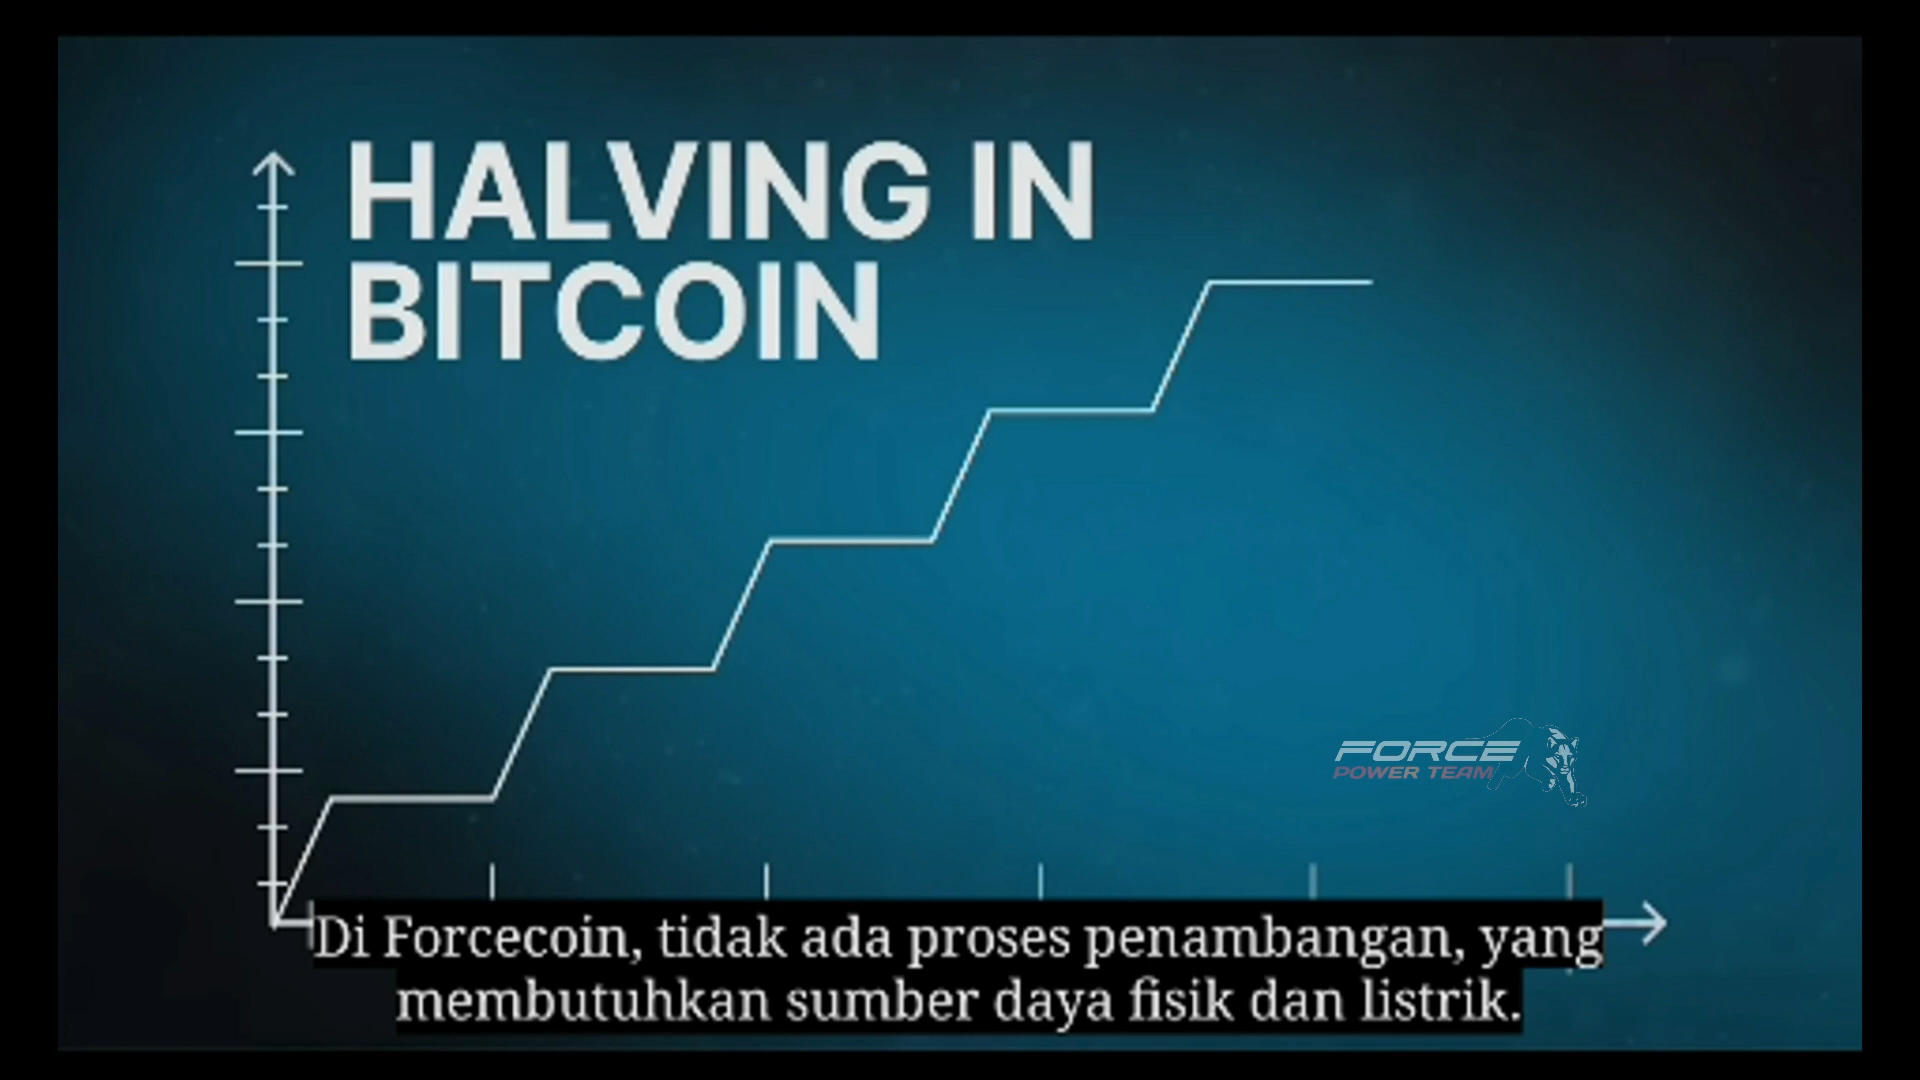 HALVING IN
BITCOIN
FORCE
POWER TEAM
Di Forcecoin, tidak ada proses penambangan, yang
membutuhkan sumber daya fisik dan listrik.